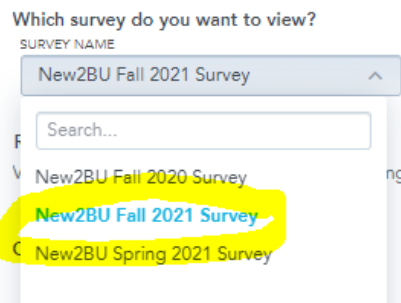 Which survey do you want to view?
SURVEY NAME
New2BU Fall 2021 Survey
Search...
New2BU Fall 2020 Survey
New2BU Fall 2021 Survey
New2BU Spring 2021 Survey